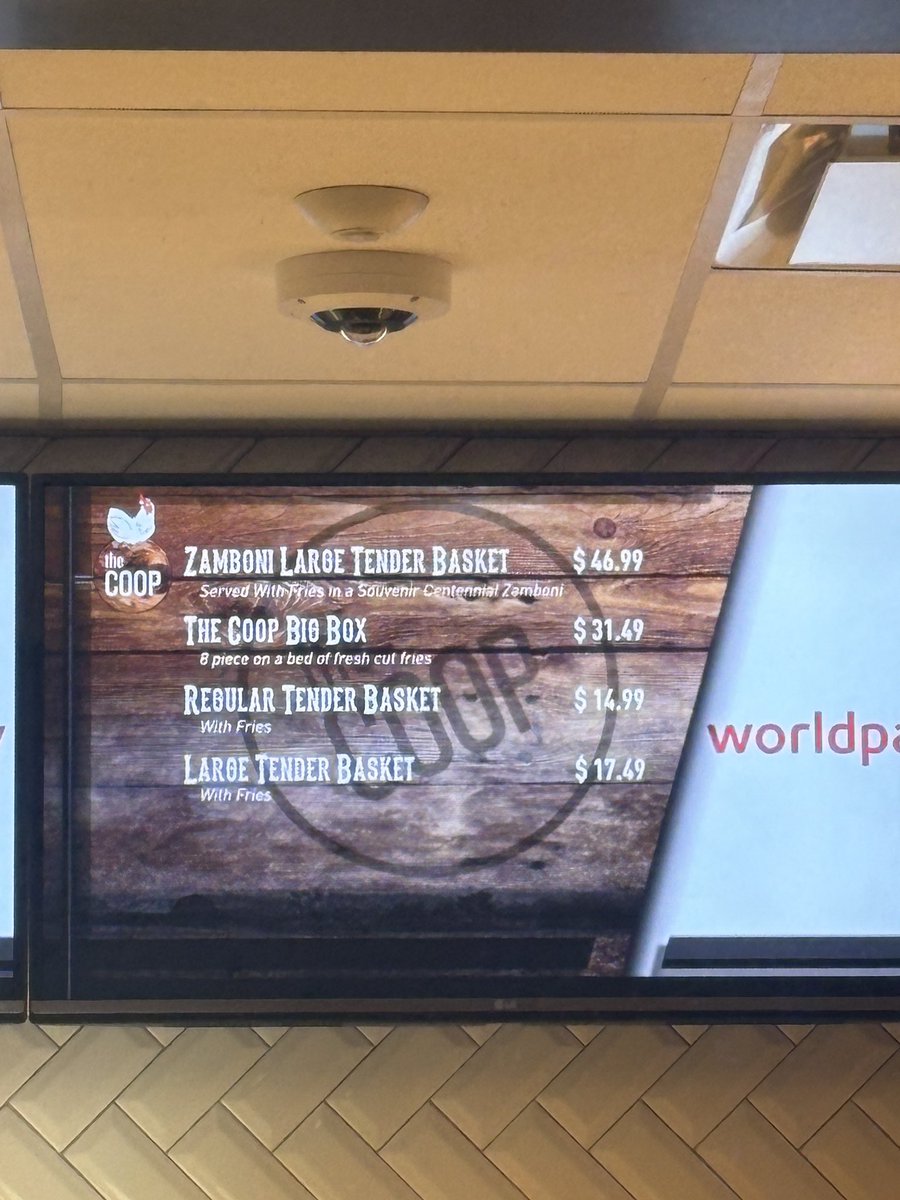 the
COOP
ZAMBONI LARGE TENDER BASKET $ 46.99
Served With Fries in a Souvenir Centennial Zamboni
THE COOP BIG BOX $ 31.49
8 piece on a bed of fresh cut fries
REGULAR TENDER BASKET $ 14.99
With Fries
LARGE TENDER BASKET $ 17.49
With Fries
COOP
worldpa